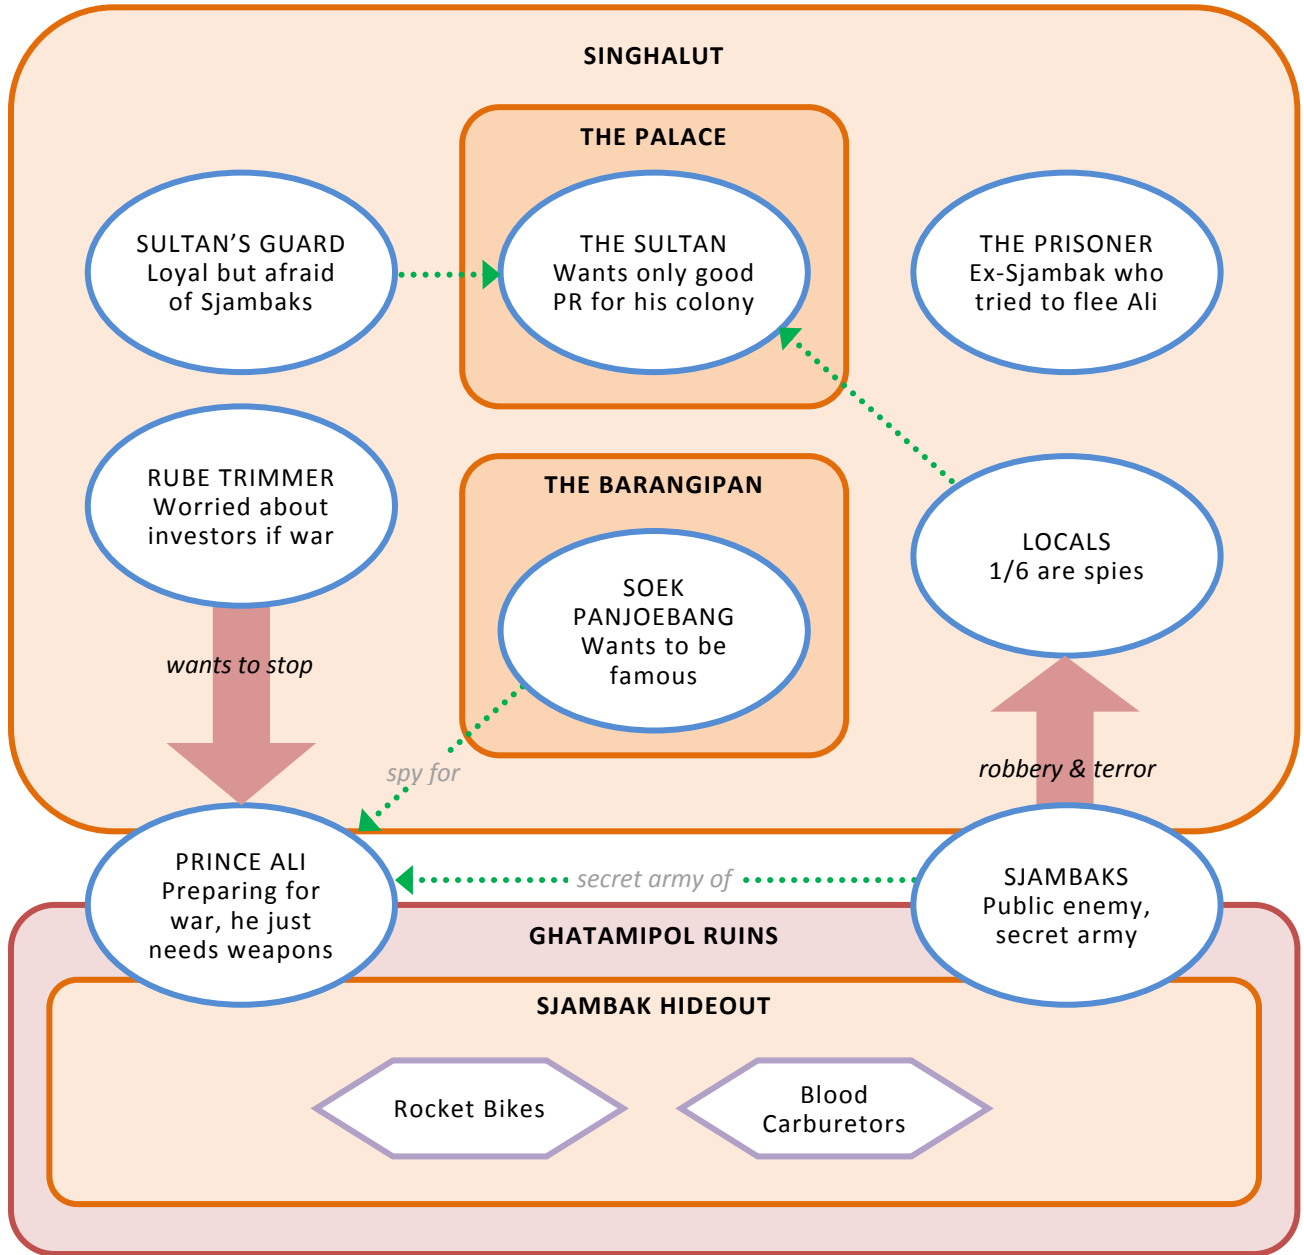 SINGHALUT
THE PALACE
SULTAN’S GUARD
Loyal but afraid
of Sjambaks
THE SULTAN
Wants only good
PR for his colony
THE PRISONER
Ex-Sjambak who
tried to flee Ali
RUBE TRIMMER
Worried about
investors if war
THE BARANGIPAN
SOEK
PANJOEBANG
Wants to be
famous
LOCALS
1/6 are spies
wants to stop
spy for
robbery & terror
PRINCE ALI
Preparing for
war, he just
needs weapons
secret army of
SJAMBAKS
Public enemy,
secret army
GHATAMIPOL RUINS
SJAMBAK HIDEOUT
Rocket Bikes
Blood
Carburetors